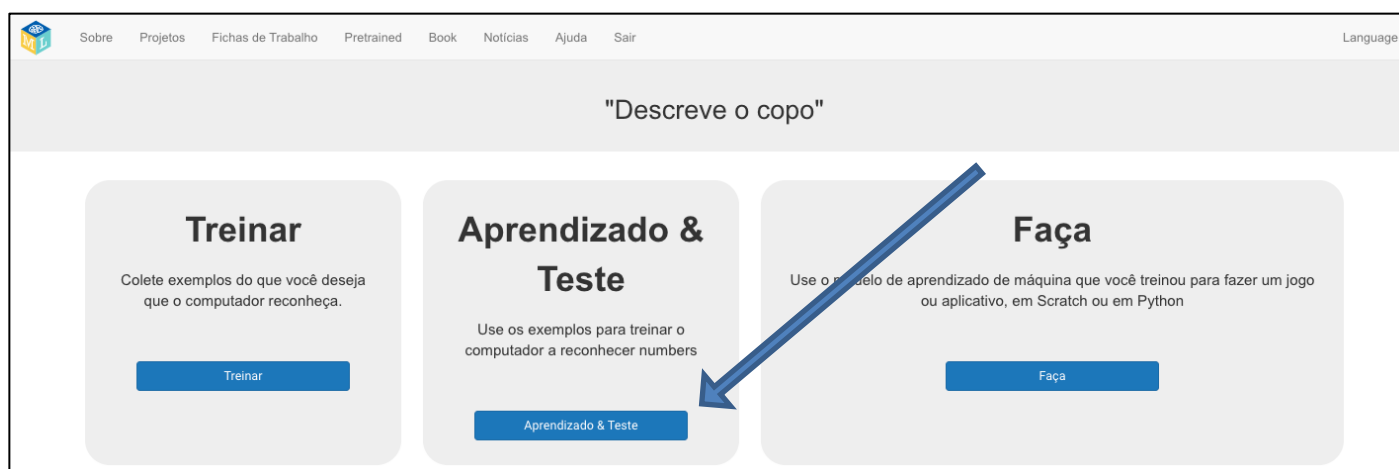 M L
Sobre Projetos Fichas de Trabalho Pretrained Book Notícias Ajuda Sair Language
"Descreve o copo"
Treinar
Colete exemplos do que você deseja
que o computador reconheça.
Treinar
Aprendizado &
Teste
Use os exemplos para treinar o
computador a reconhecer numbers
Aprendizado & Teste
Faça
Use o modelo de aprendizado de máquina que você treinou para fazer um jogo
ou aplicativo, em Scratch ou em Python
Faça